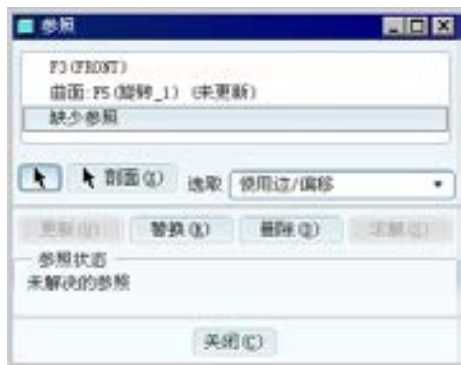 参照
F3(FRONT)
曲面:F5(旋转_1) (未更新)
缺少参照
剖面(X) 选取 使用边/偏移
更新(U) 替换(R) 删除(D) 求解(S)
参照状态
未解决的参照
关闭(C)